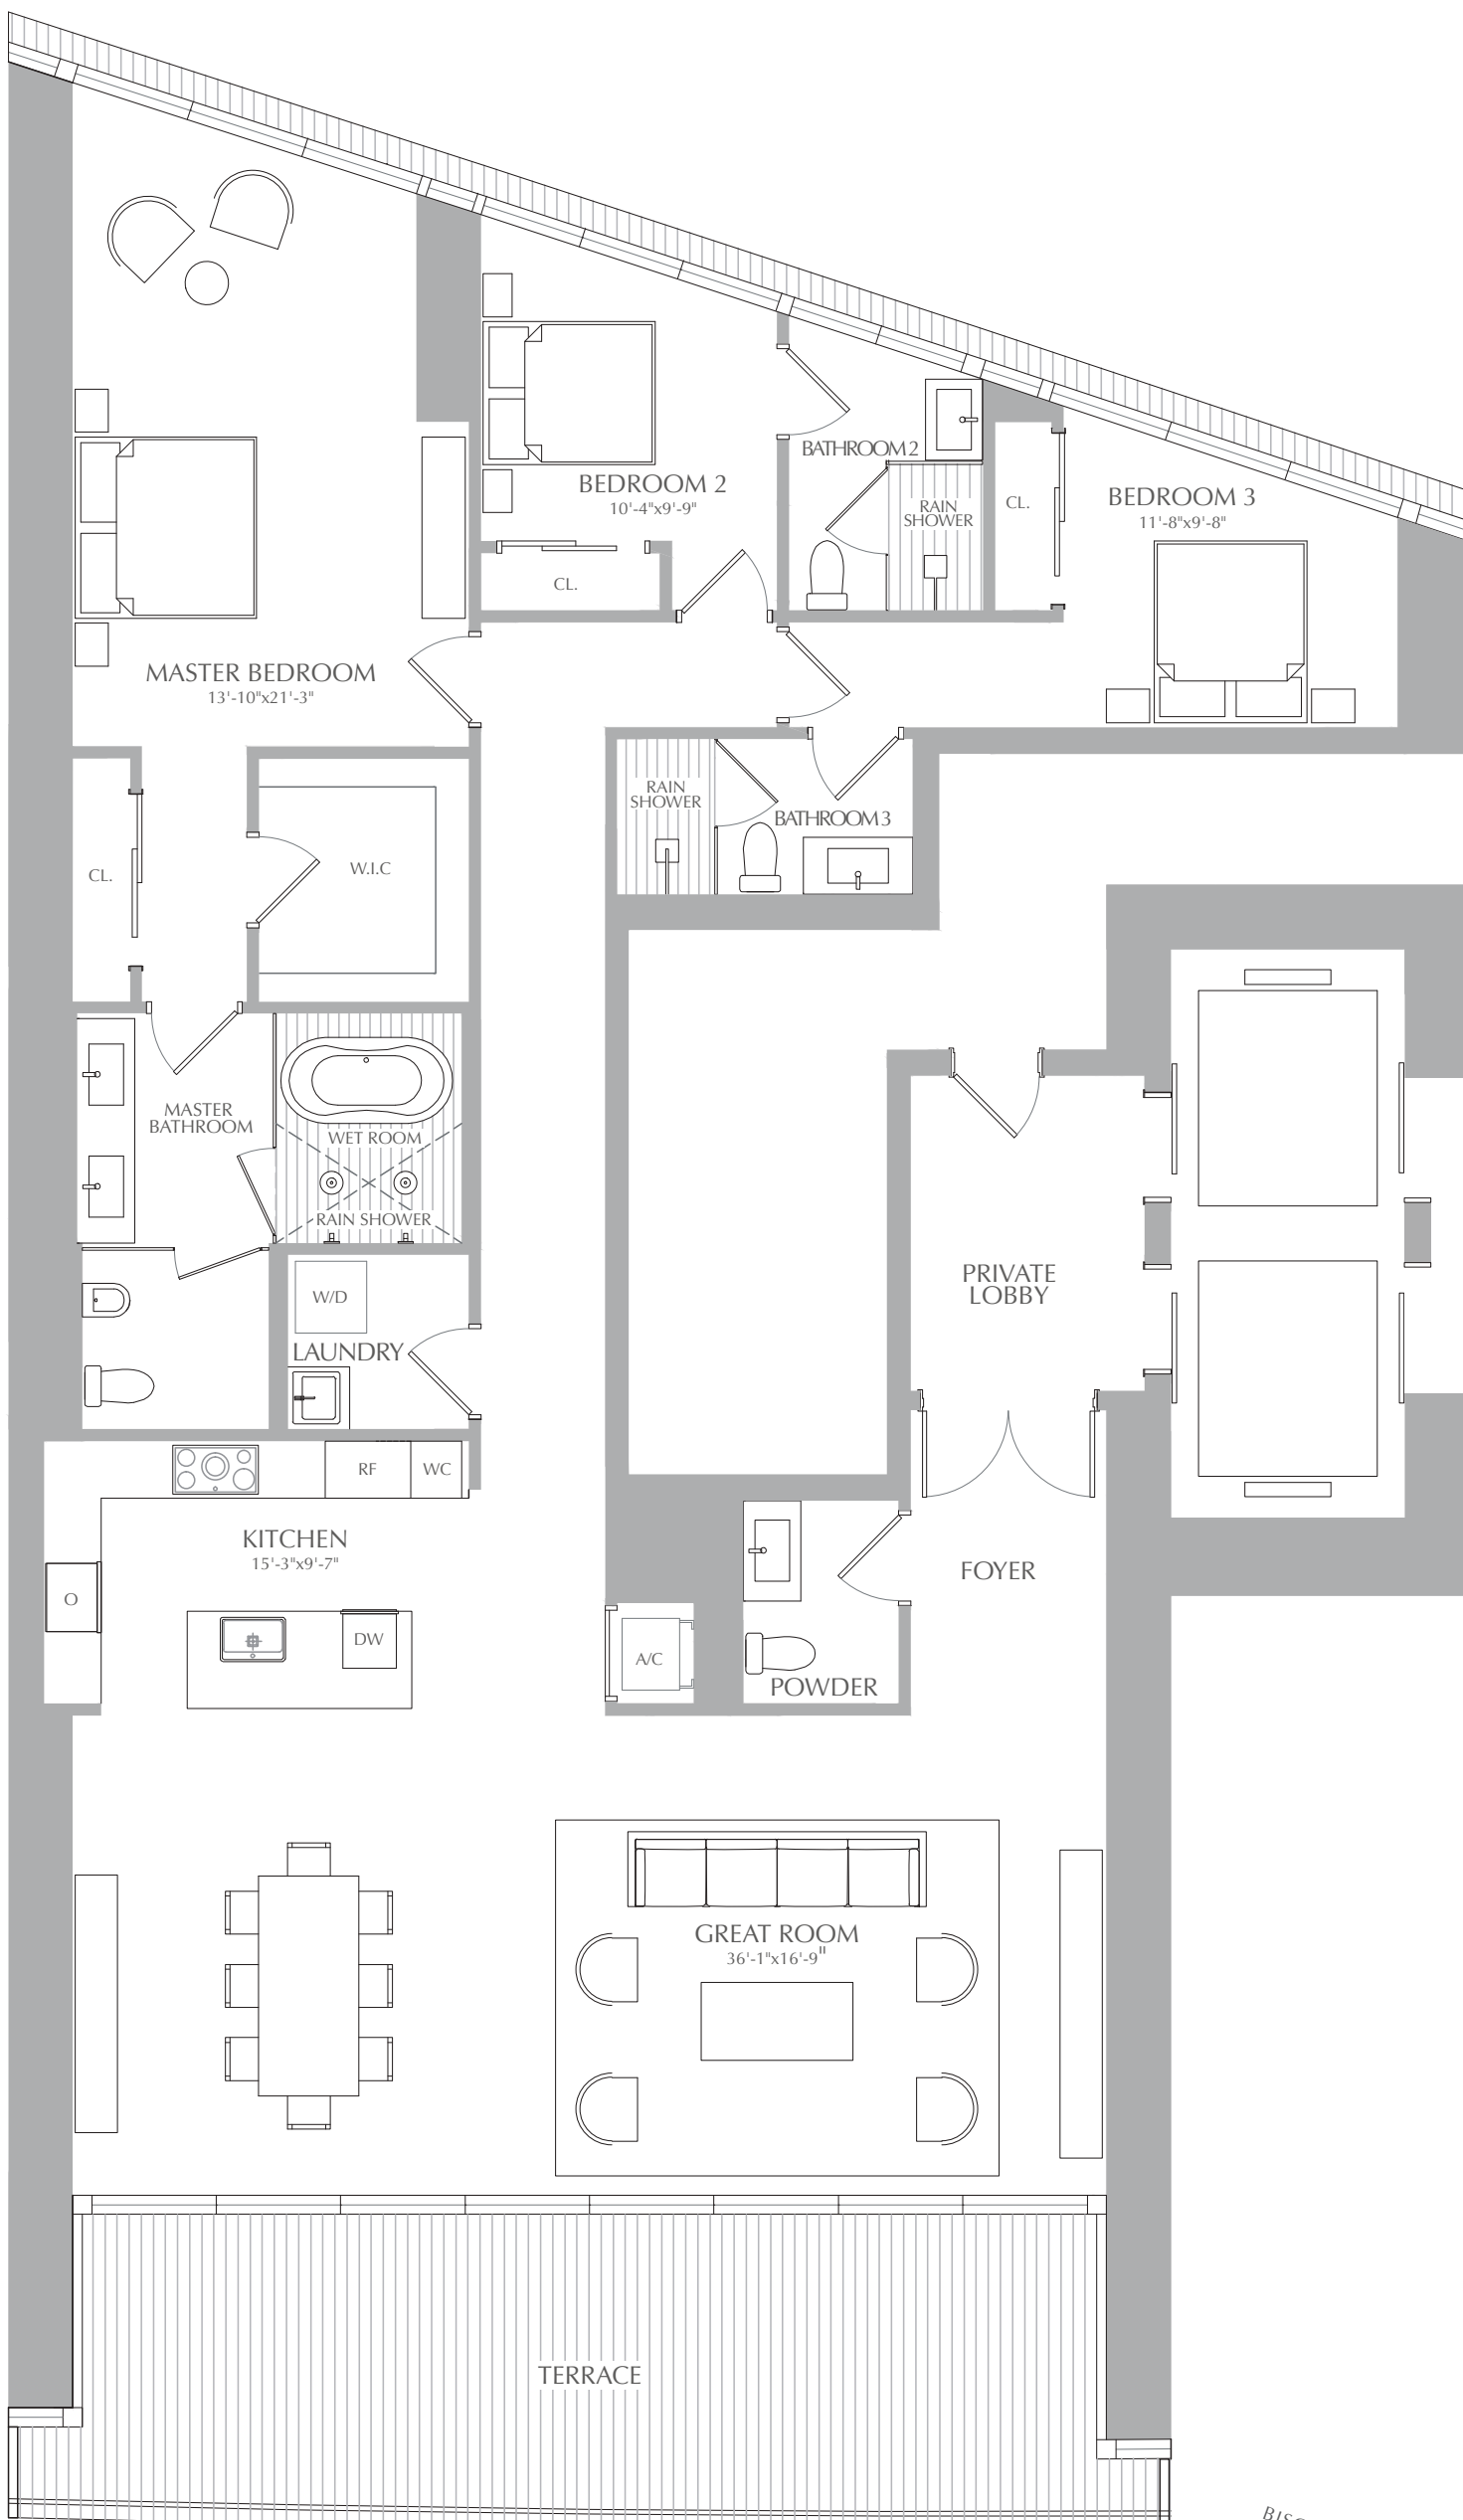 BEDROOM 2
10'-4"x9'-9"
BATHROOM 2
RAIN
SHOWER
CL.
BEDROOM 3
11'-8"x9'-8"
CL.
MASTER BEDROOM
13'-10"x21'-3"
RAIN
SHOWER
BATHROOM 3
CL.
W.I.C
MASTER
BATHROOM
WET ROOM
RAIN SHOWER
PRIVATE
LOBBY
W/D
LAUNDRY
RF
WC
KITCHEN
15'-3"x9'-7"
O
DW
A/C
FOYER
POWDER
GREAT ROOM
36'-1"x16'-9"
TERRACE